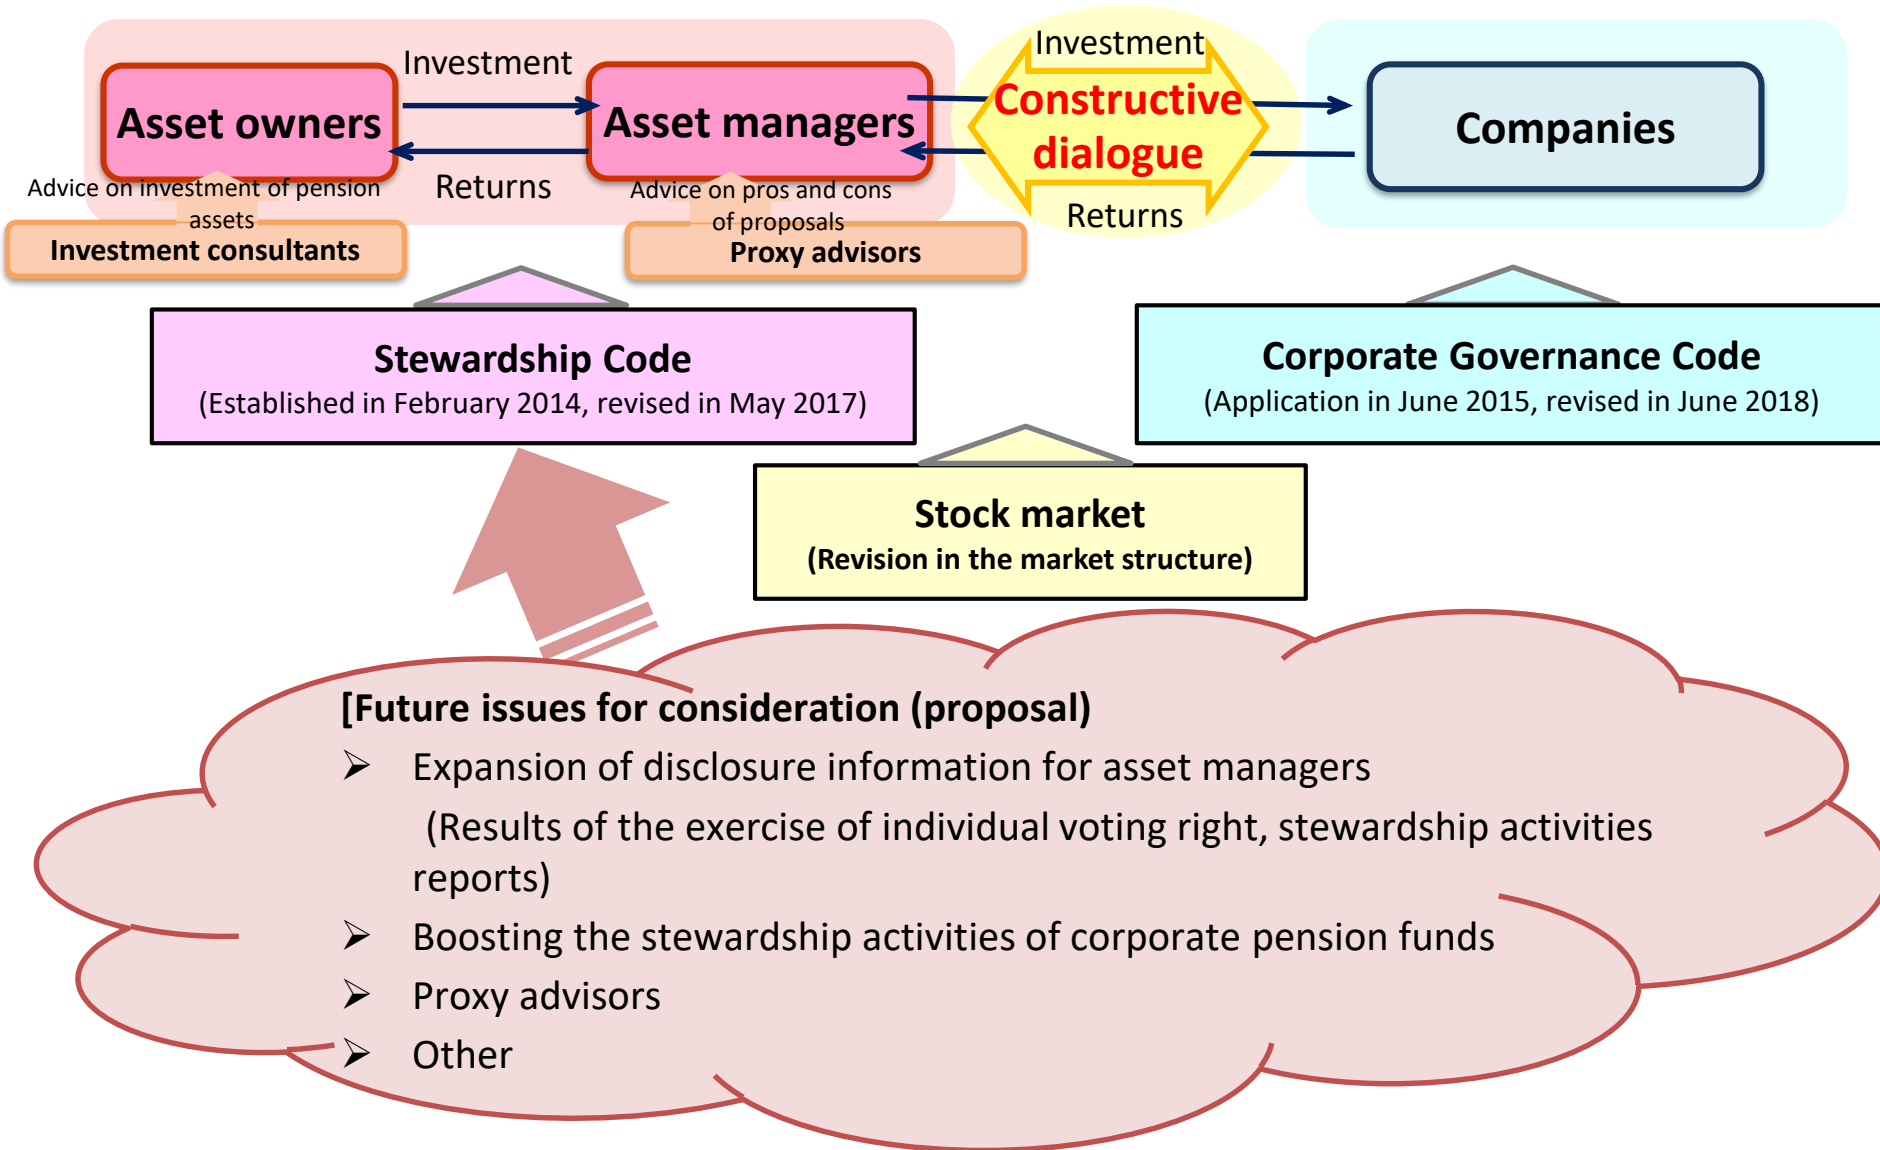 Investment
Asset owners
Asset managers
Returns
Investment
Constructive
dialogue
Returns
Companies
Advice on investment of pension
assets
Investment consultants
Advice on pros and cons
of proposals
Proxy advisors
Stewardship Code
(Established in February 2014, revised in May 2017)
Corporate Governance Code
(Application in June 2015, revised in June 2018)
Stock market
(Revision in the market structure)
[Future issues for consideration (proposal)
➢ Expansion of disclosure information for asset managers
(Results of the exercise of individual voting right, stewardship activities
reports)
➢ Boosting the stewardship activities of corporate pension funds
➢ Proxy advisors
➢ Other